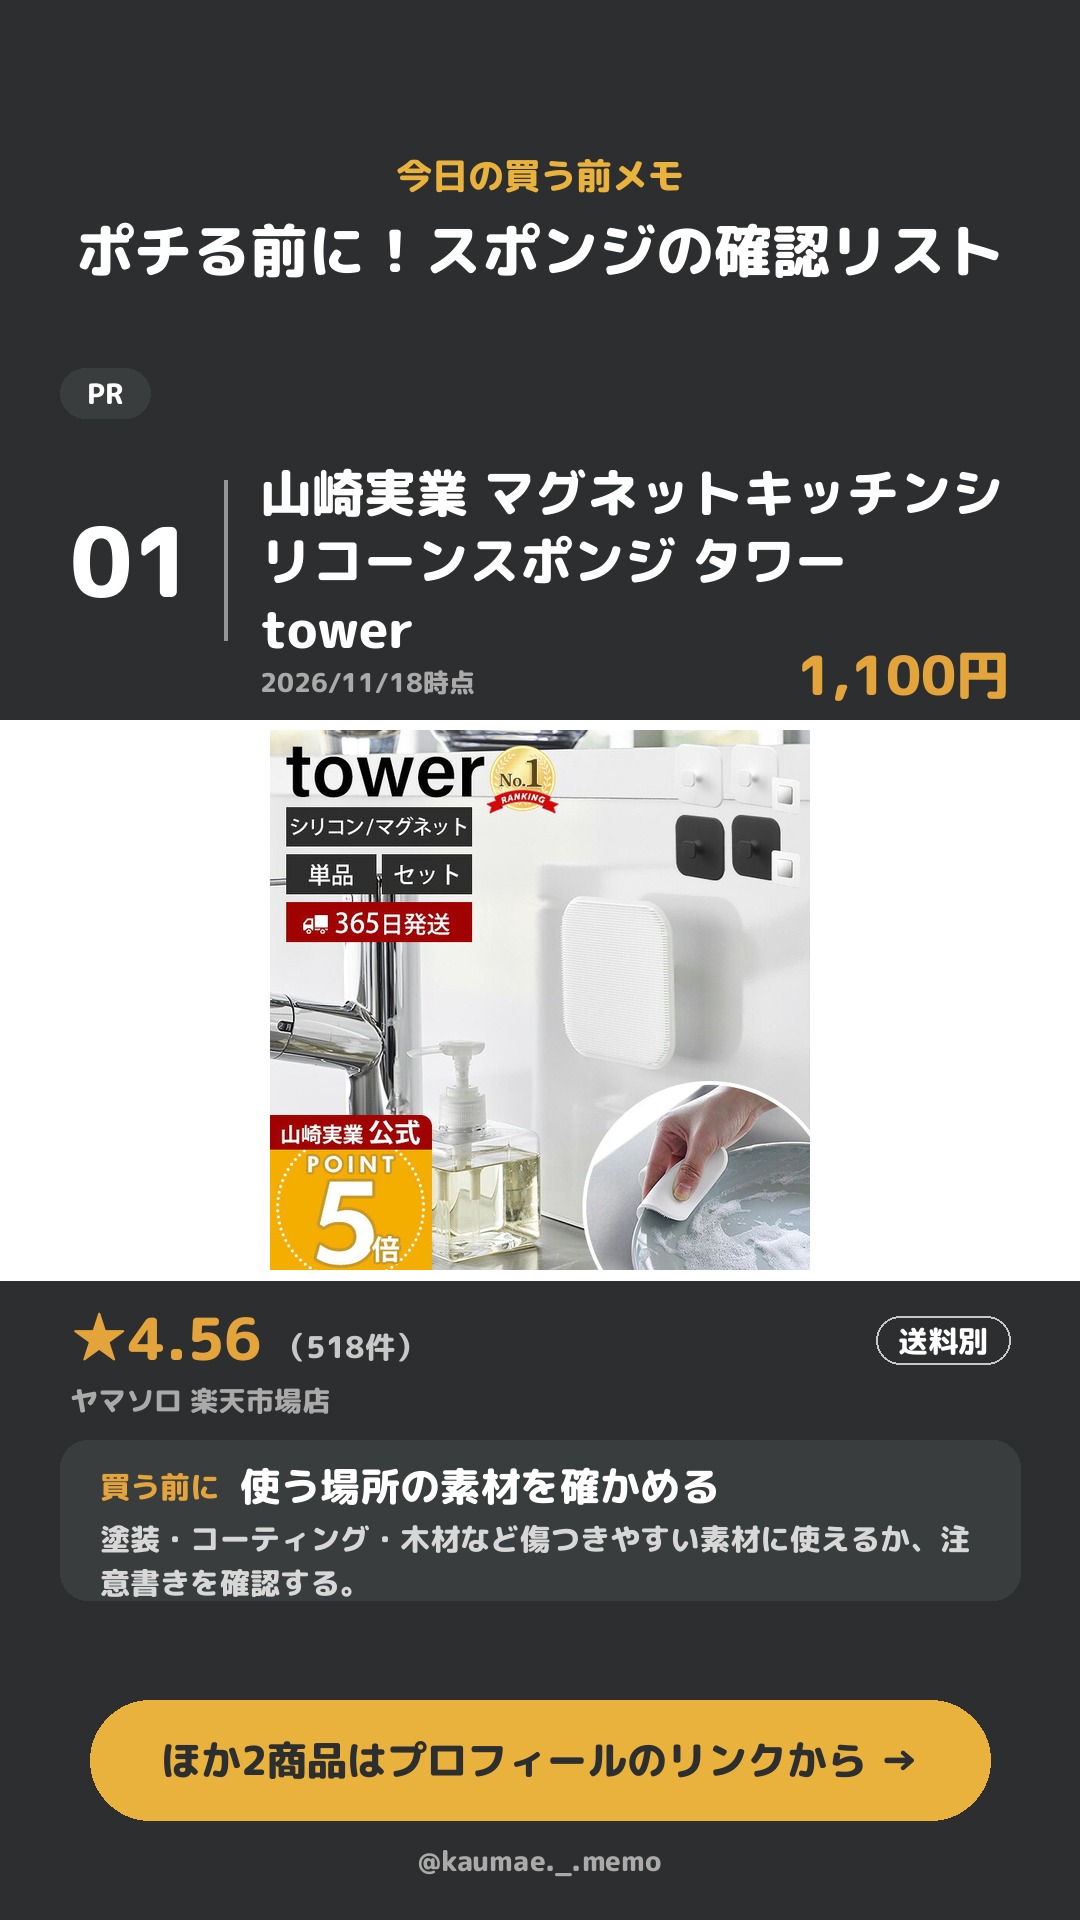 今日の買う前メモ
ポチる前に！スポンジの確認リスト
PR
01
山崎実業 マグネットキッチンシ
リコーンスポンジ タワー
tower
2026/11/18時点
1,100円
tower
No.1
RANKING
シリコン/マグネット
単品
セット
365日発送
山崎実業 公式
POINT
5倍
★4.56 （518件）
送料別
ヤマソロ 楽天市場店
買う前に 使う場所の素材を確かめる
塗装・コーティング・木材など傷つきやすい素材に使えるか、注
意書きを確認する。
ほか2商品はプロフィールのリンクから →
@kaumae._.memo